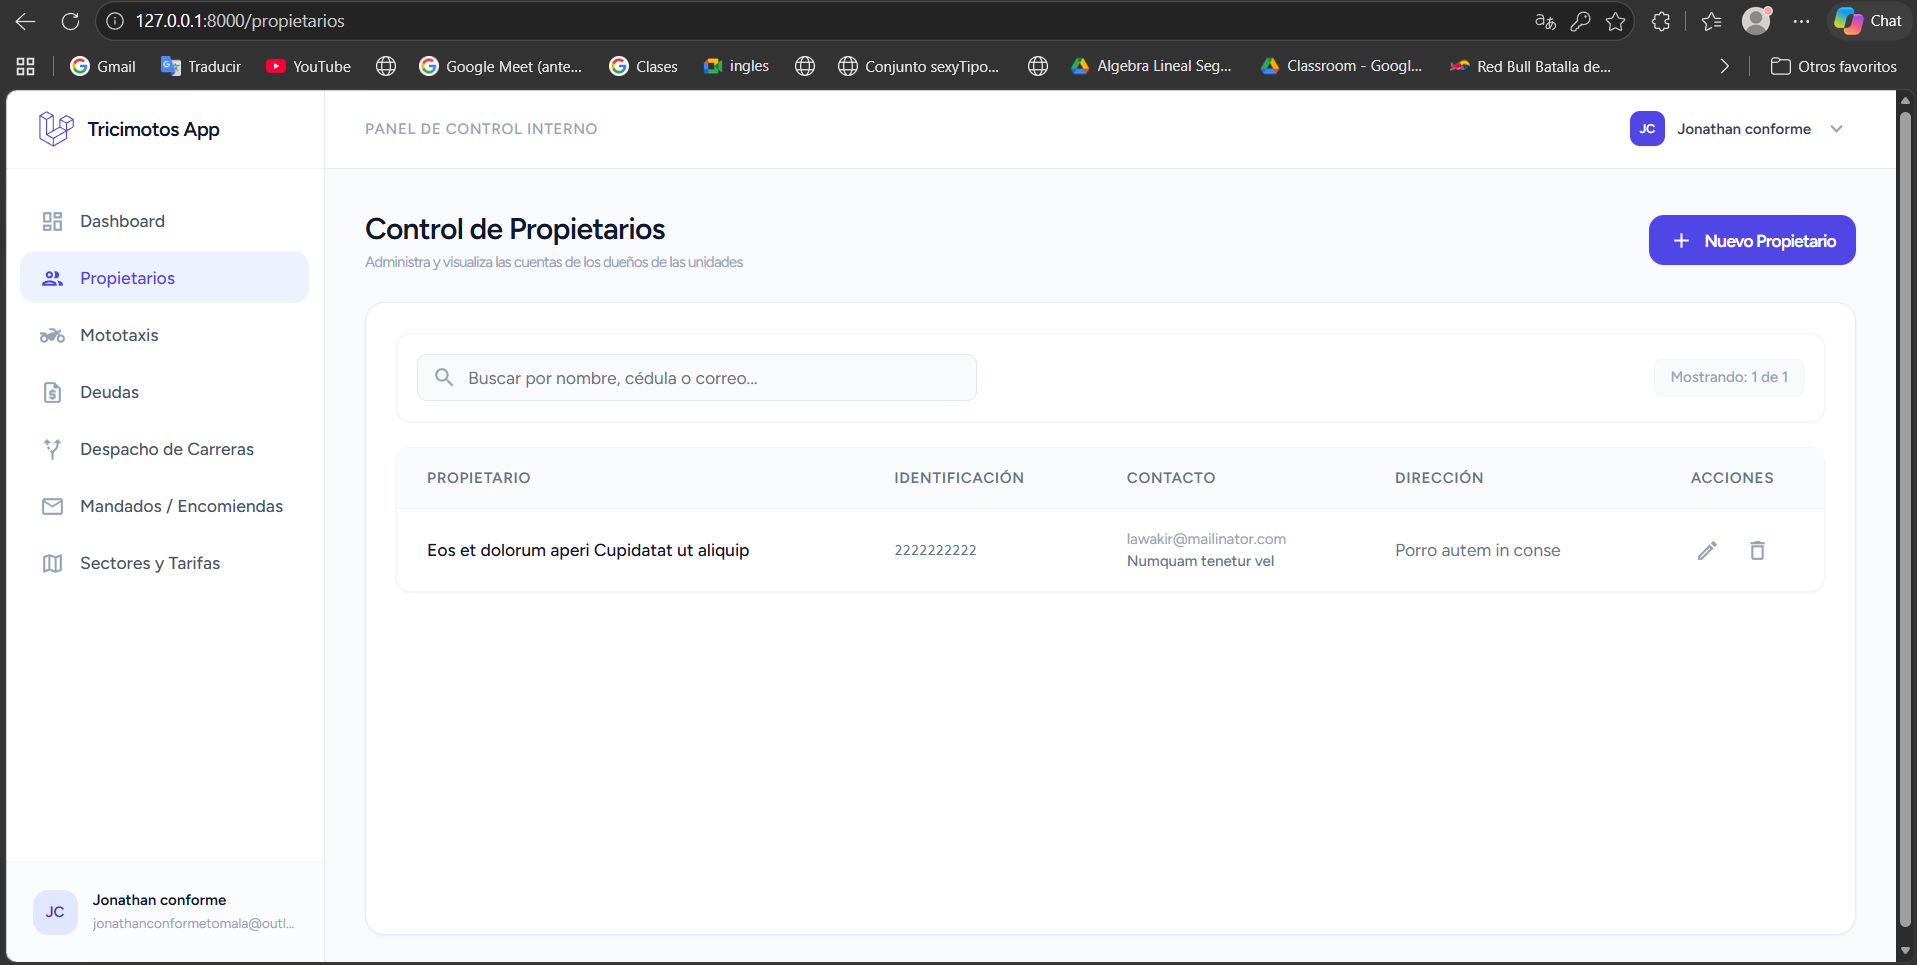 127.0.0.1:8000/propietarios
Chat
Gmail
Traducir
YouTube
Google Meet (ante...
Clases
ingles
Conjunto sexyTipo...
Algebra Lineal Seg...
Classroom - Googl...
Red Bull Batalla de...
Otros favoritos
Tricimotos App
PANEL DE CONTROL INTERNO
JC
Jonathan conforme
Dashboard
Propietarios
Mototaxis
Deudas
Despacho de Carreras
Mandados / Encomiendas
Sectores y Tarifas
Control de Propietarios
Administra y visualiza las cuentas de los dueños de las unidades
Nuevo Propietario
Buscar por nombre, cédula o correo...
Mostrando: 1 de 1
PROPIETARIO IDENTIFICACIÓN CONTACTO DIRECCIÓN ACCIONES
Eos et dolorum aperi Cupidatat ut aliquip
2222222222
lawakir@mailinator.com
Numquam tenetur vel
Porro autem in conse
JC
Jonathan conforme
jonathanconformetomala@outl...